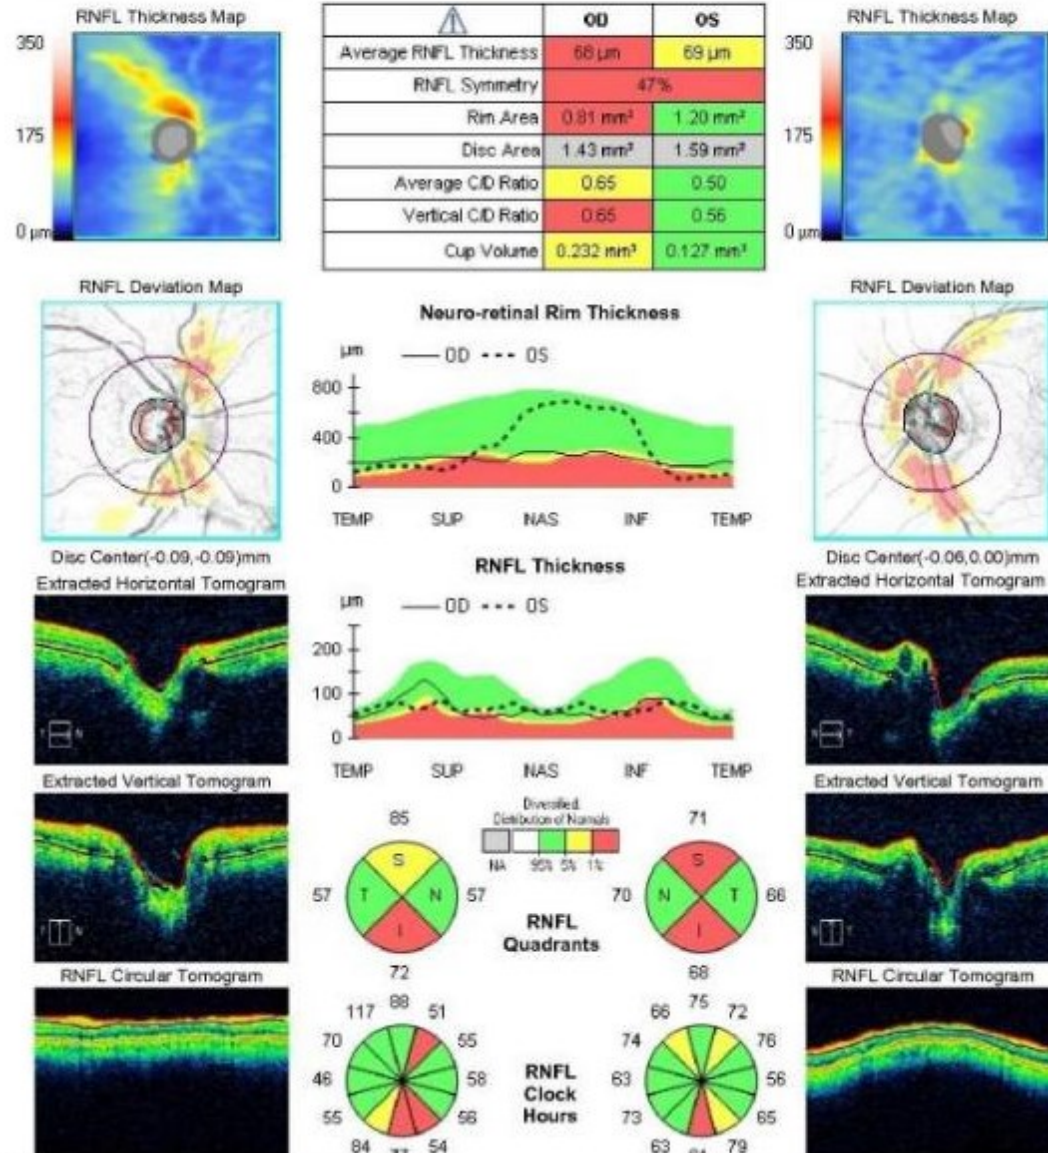 RNFL Thickness Map
350
175
0 µm
OD OS
Average RNFL Thickness 68 µm 69 µm
RNFL Symmetry 47%
Rim Area 0.81 mm² 1.20 mm²
Disc Area 1.43 mm² 1.59 mm²
Average C/D Ratio 0.65 0.50
Vertical C/D Ratio 0.65 0.56
Cup Volume 0.232 mm³ 0.127 mm³
RNFL Thickness Map
350
175
0 µm
RNFL Deviation Map
Disc Center(-0.09,-0.09)mm
Neuro-retinal Rim Thickness
µm OD OS
800
400
0
TEMP SUP NAS INF TEMP
RNFL Deviation Map
Disc Center(-0.06,0.00)mm
Extracted Horizontal Tomogram
T N
RNFL Thickness
µm OD OS
200
100
0
TEMP SUP NAS INF TEMP
Extracted Horizontal Tomogram
Extracted Vertical Tomogram
85
S
57 T N 57
I
72
Diversified:
Distribution of Normals
NA 95% 5% 1%
RNFL
Quadrants
71
S
70 N T 66
I
68
Extracted Vertical Tomogram
RNFL Circular Tomogram
88
117 51
70 55
46 58
55 56
84 54
RNFL
Clock
Hours
75
66 72
74 76
63 56
73 65
63 79
RNFL Circular Tomogram